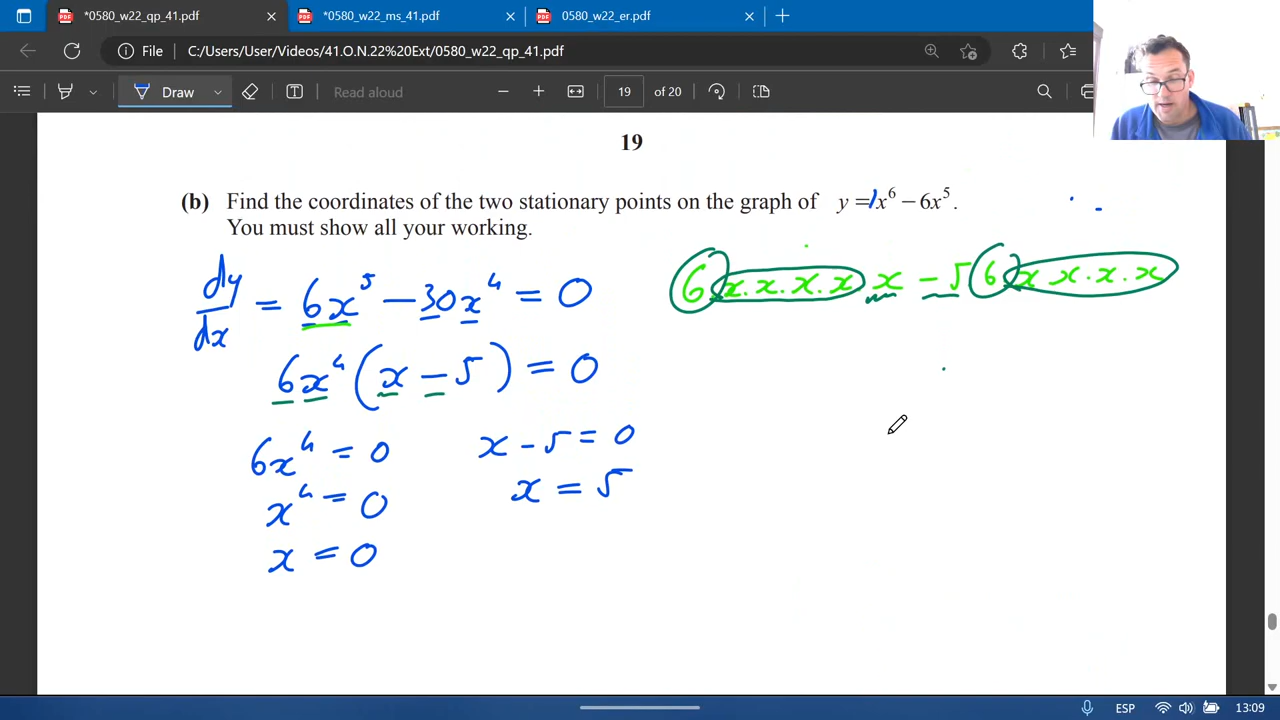 *0580_w22_qp_41.pdf
*0580_w22_ms_41.pdf
0580_w22_er.pdf
File C:/Users/User/Videos/41.O.N.22%20Ext/0580_w22_qp_41.pdf
Draw
Read aloud
19 of 20
19
(b) Find the coordinates of the two stationary points on the graph of y = 1x⁶ − 6x⁵.
You must show all your working.
dy/dx = 6x⁵ − 30x⁴ = 0
6 x.x.x.x x − 5 6 x x.x.x
6x⁴(x − 5) = 0
6x⁴ = 0 x − 5 = 0
x⁴ = 0 x = 5
x = 0
ESP 13:09